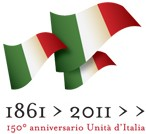 1861 > 2011 > >
150° anniversario Unità d'Italia